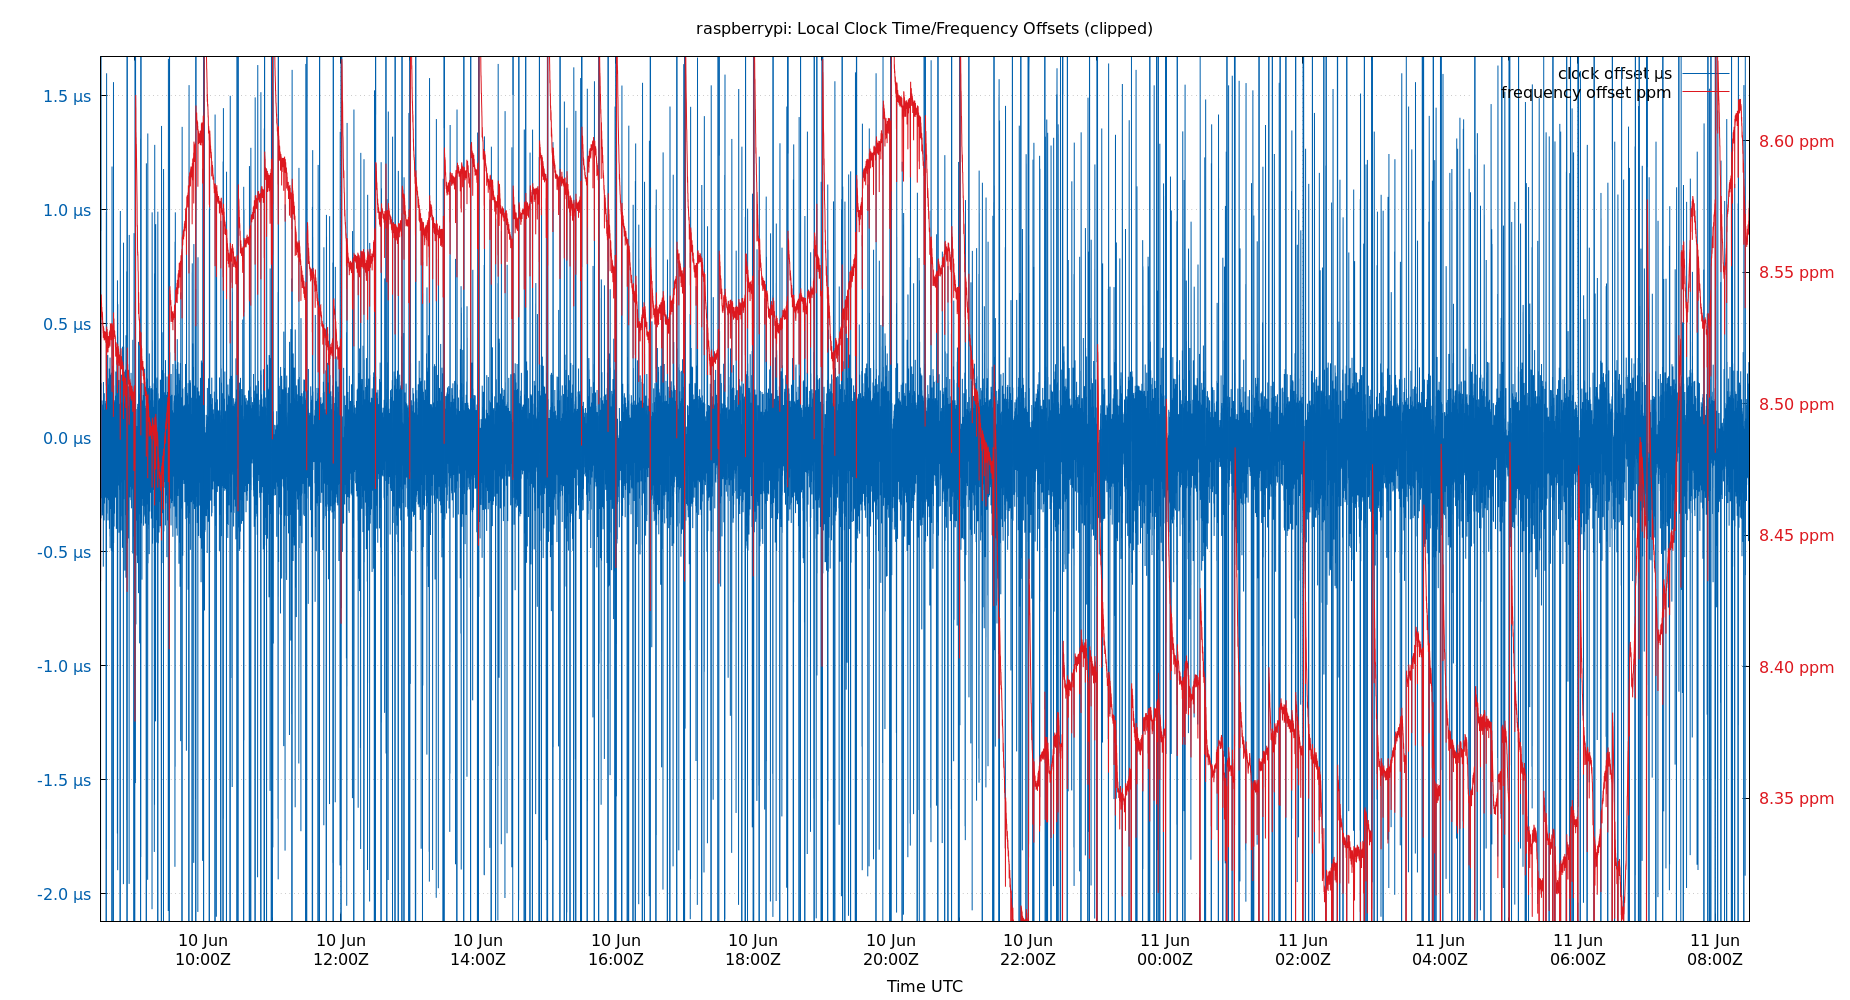 raspberrypi: Local Clock Time/Frequency Offsets (clipped)
clock offset µs
frequency offset ppm
1.5 µs
1.0 µs
0.5 µs
0.0 µs
-0.5 µs
-1.0 µs
-1.5 µs
-2.0 µs
8.60 ppm
8.55 ppm
8.50 ppm
8.45 ppm
8.40 ppm
8.35 ppm
10 Jun 10 Jun 10 Jun 10 Jun 10 Jun 10 Jun 10 Jun 11 Jun 11 Jun 11 Jun 11 Jun 11 Jun
10:00Z 12:00Z 14:00Z 16:00Z 18:00Z 20:00Z 22:00Z 00:00Z 02:00Z 04:00Z 06:00Z 08:00Z
Time UTC